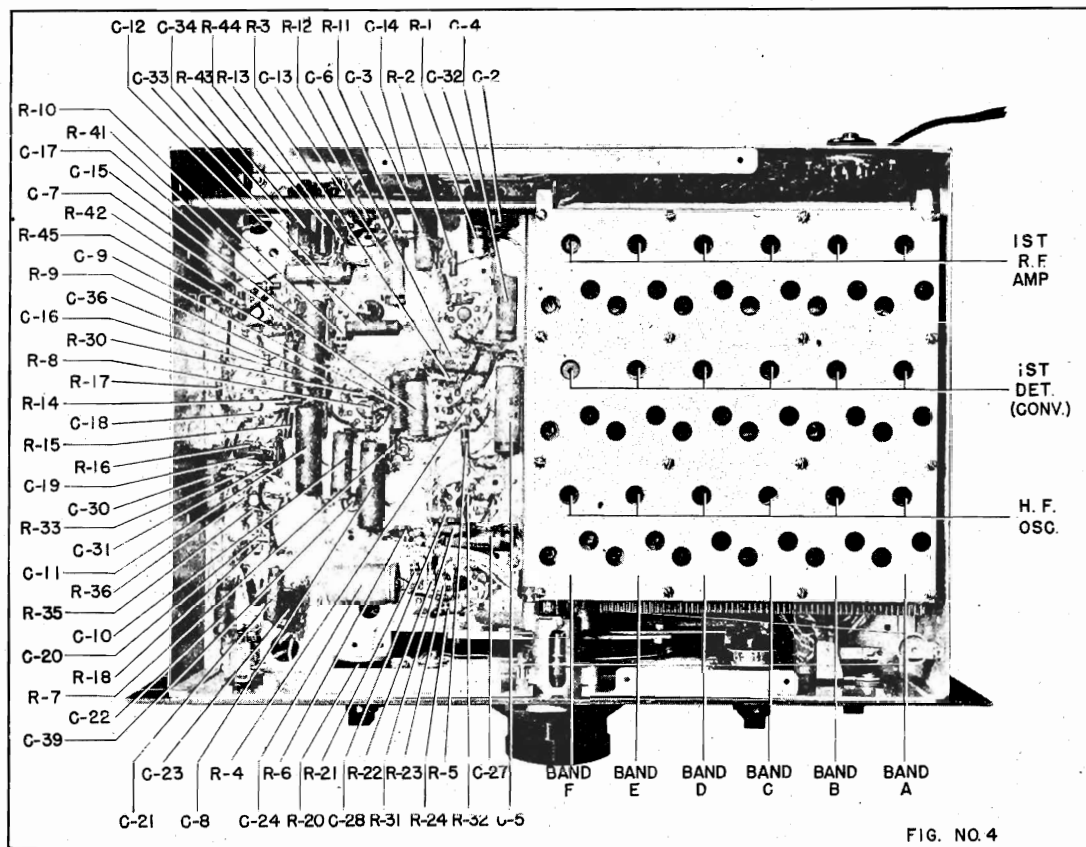 C-12 C-34 R-44 R-3 R-12 R-11 C-14 R-1 C-4
C-33 R-43 R-13 C-13 C-6 C-3 R-2 C-32 C-2
R-10
R-41
C-17
C-15
C-7
R-42
R-45
C-9
R-9
C-36
C-16
R-30
R-8
R-17
R-14
C-18
R-15
R-16
C-19
C-30
R-33
C-31
C-11
R-36
R-35
C-10
C-20
R-18
R-7
C-22
C-39
1ST
R.F.
AMP
1ST
DET.
(CONV.)
H. F.
OSC.
C-23 R-4 R-6 R-21 R-22 R-23 R-5 C-27
C-21 C-8 C-24 R-20 C-28 R-31 R-24 R-32 C-5
BAND BAND BAND BAND BAND BAND
F E D C B A
FIG. NO. 4